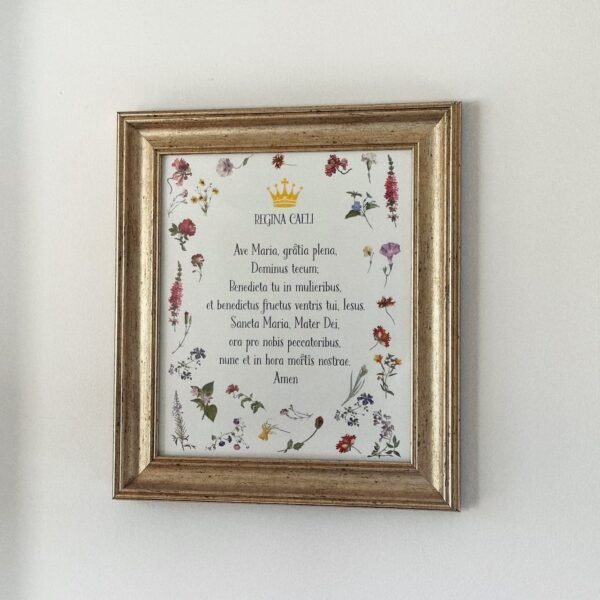 REGINA CAELI
Ave Maria, grãtia plena,
Dominus tecum;
Benedicta tu in mulieribus,
et benedictus fructus ventris tui, Iesus.
Sancta Maria, Mater Dei,
ora pro nobis peccatoribus,
nunc et in hora mortis nostrae,
Amen